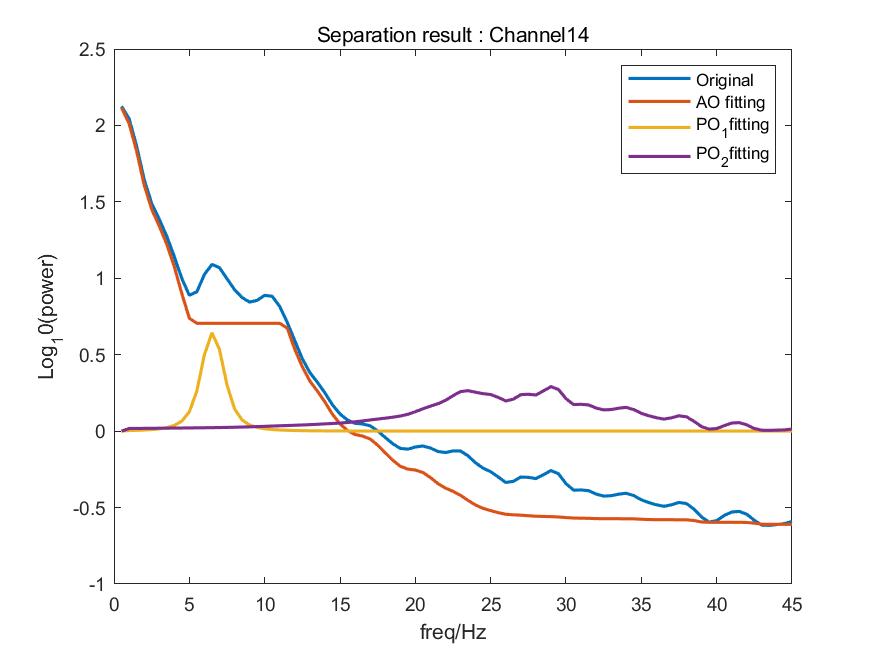 Separation result : Channel14
2.5
2
1.5
1
0.5
0
-0.5
-1
Log₁0(power)
Original
AO fitting
PO₁fitting
PO₂fitting
0 5 10 15 20 25 30 35 40 45
freq/Hz